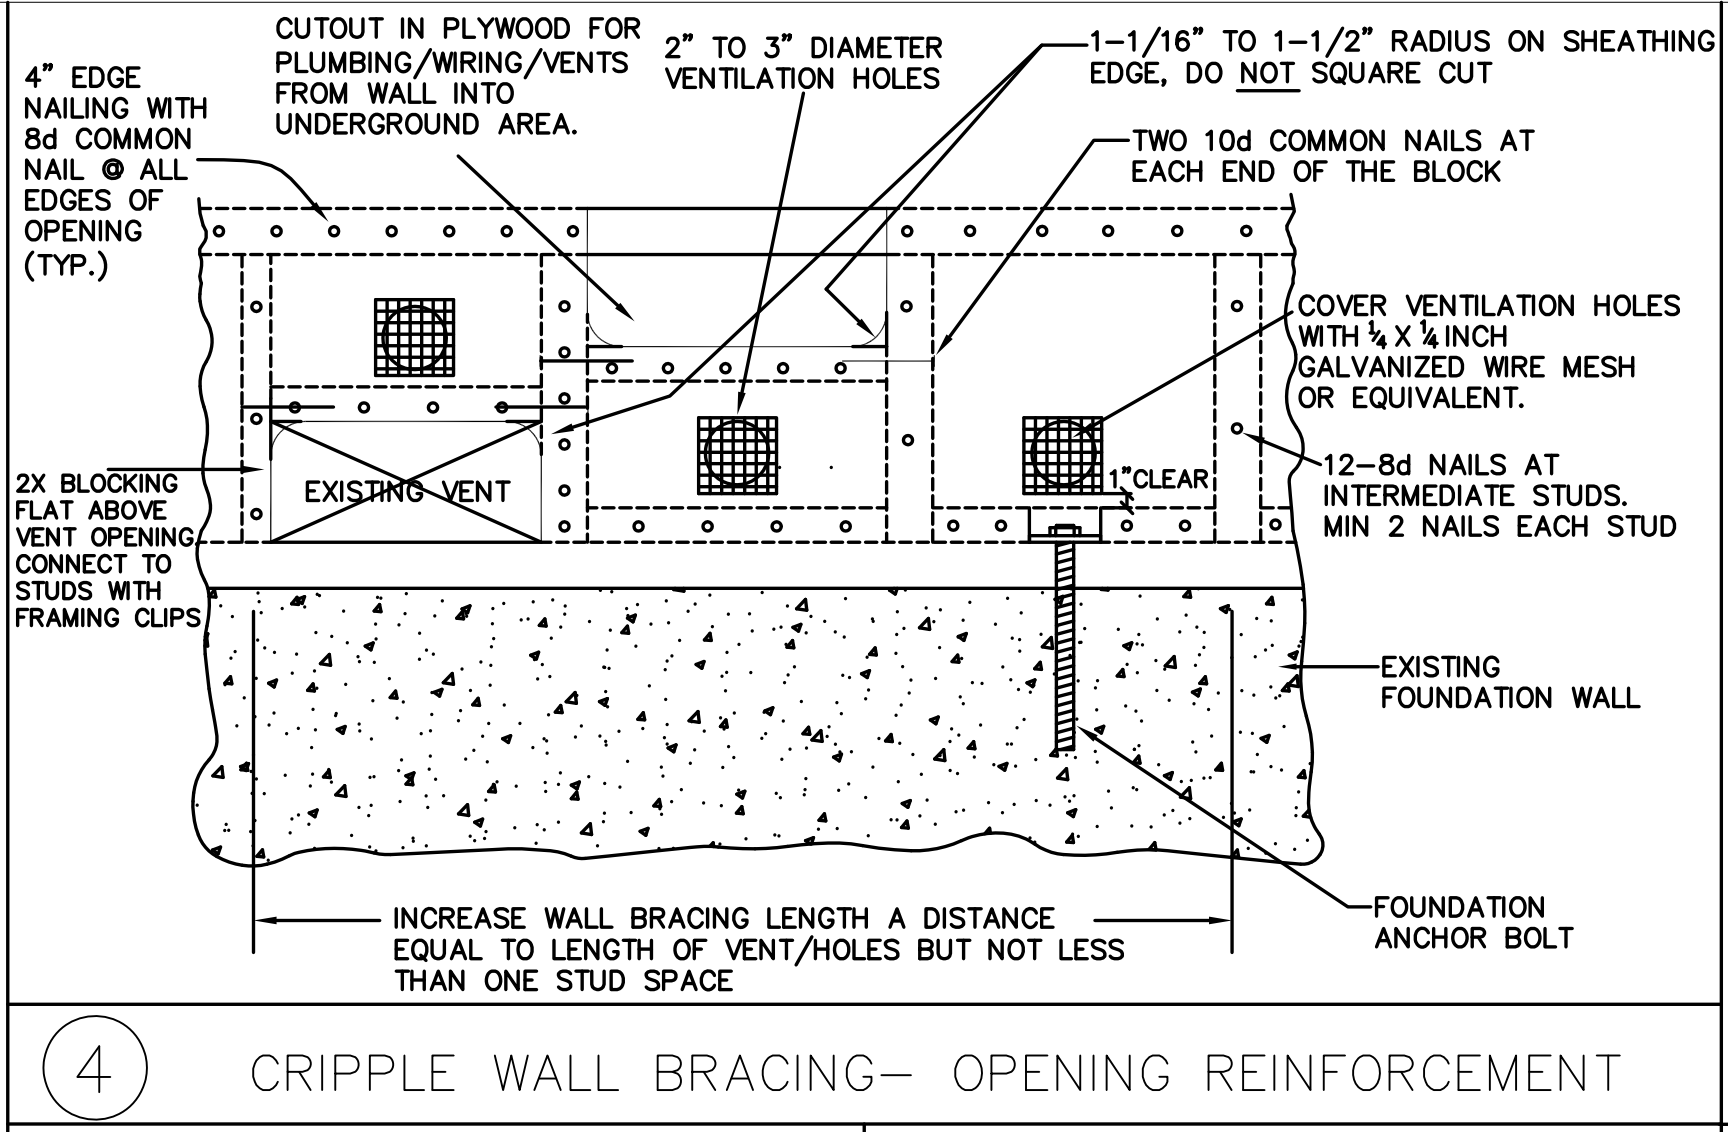 CUTOUT IN PLYWOOD FOR
PLUMBING/WIRING/VENTS
FROM WALL INTO
UNDERGROUND AREA.
4" EDGE
NAILING WITH
8d COMMON
NAIL @ ALL
EDGES OF
OPENING
(TYP.)
2" TO 3" DIAMETER
VENTILATION HOLES
1-1/16" TO 1-1/2" RADIUS ON SHEATHING
EDGE, DO NOT SQUARE CUT
TWO 10d COMMON NAILS AT
EACH END OF THE BLOCK
COVER VENTILATION HOLES
WITH ¼ X ¼ INCH
GALVANIZED WIRE MESH
OR EQUIVALENT.
1" CLEAR
12-8d NAILS AT
INTERMEDIATE STUDS.
MIN 2 NAILS EACH STUD
EXISTING VENT
2X BLOCKING
FLAT ABOVE
VENT OPENING
CONNECT TO
STUDS WITH
FRAMING CLIPS
EXISTING
FOUNDATION WALL
FOUNDATION
ANCHOR BOLT
INCREASE WALL BRACING LENGTH A DISTANCE
EQUAL TO LENGTH OF VENT/HOLES BUT NOT LESS
THAN ONE STUD SPACE
4
CRIPPLE WALL BRACING- OPENING REINFORCEMENT